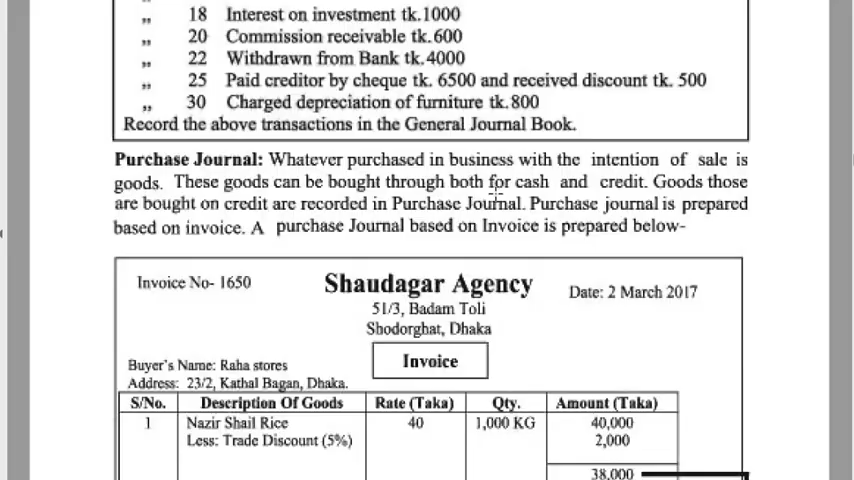 „ 18 Interest on investment tk.1000
„ 20 Commission receivable tk.600
„ 22 Withdrawn from Bank tk.4000
„ 25 Paid creditor by cheque tk. 6500 and received discount tk. 500
„ 30 Charged depreciation of furniture tk.800
Record the above transactions in the General Journal Book.
Purchase Journal: Whatever purchased in business with the intention of sale is
goods. These goods can be bought through both for cash and credit. Goods those
are bought on credit are recorded in Purchase Journal. Purchase journal is prepared
based on invoice. A purchase Journal based on Invoice is prepared below-
Invoice No- 1650 Shaudagar Agency Date: 2 March 2017
51/3, Badam Toli
Shodorghat, Dhaka
Invoice
Buyer's Name: Raha stores
Address: 23/2, Kathal Bagan, Dhaka.
S/No. Description Of Goods Rate (Taka) Qty. Amount (Taka)
1 Nazir Shail Rice 40 1,000 KG 40,000
Less: Trade Discount (5%) 2,000
38,000